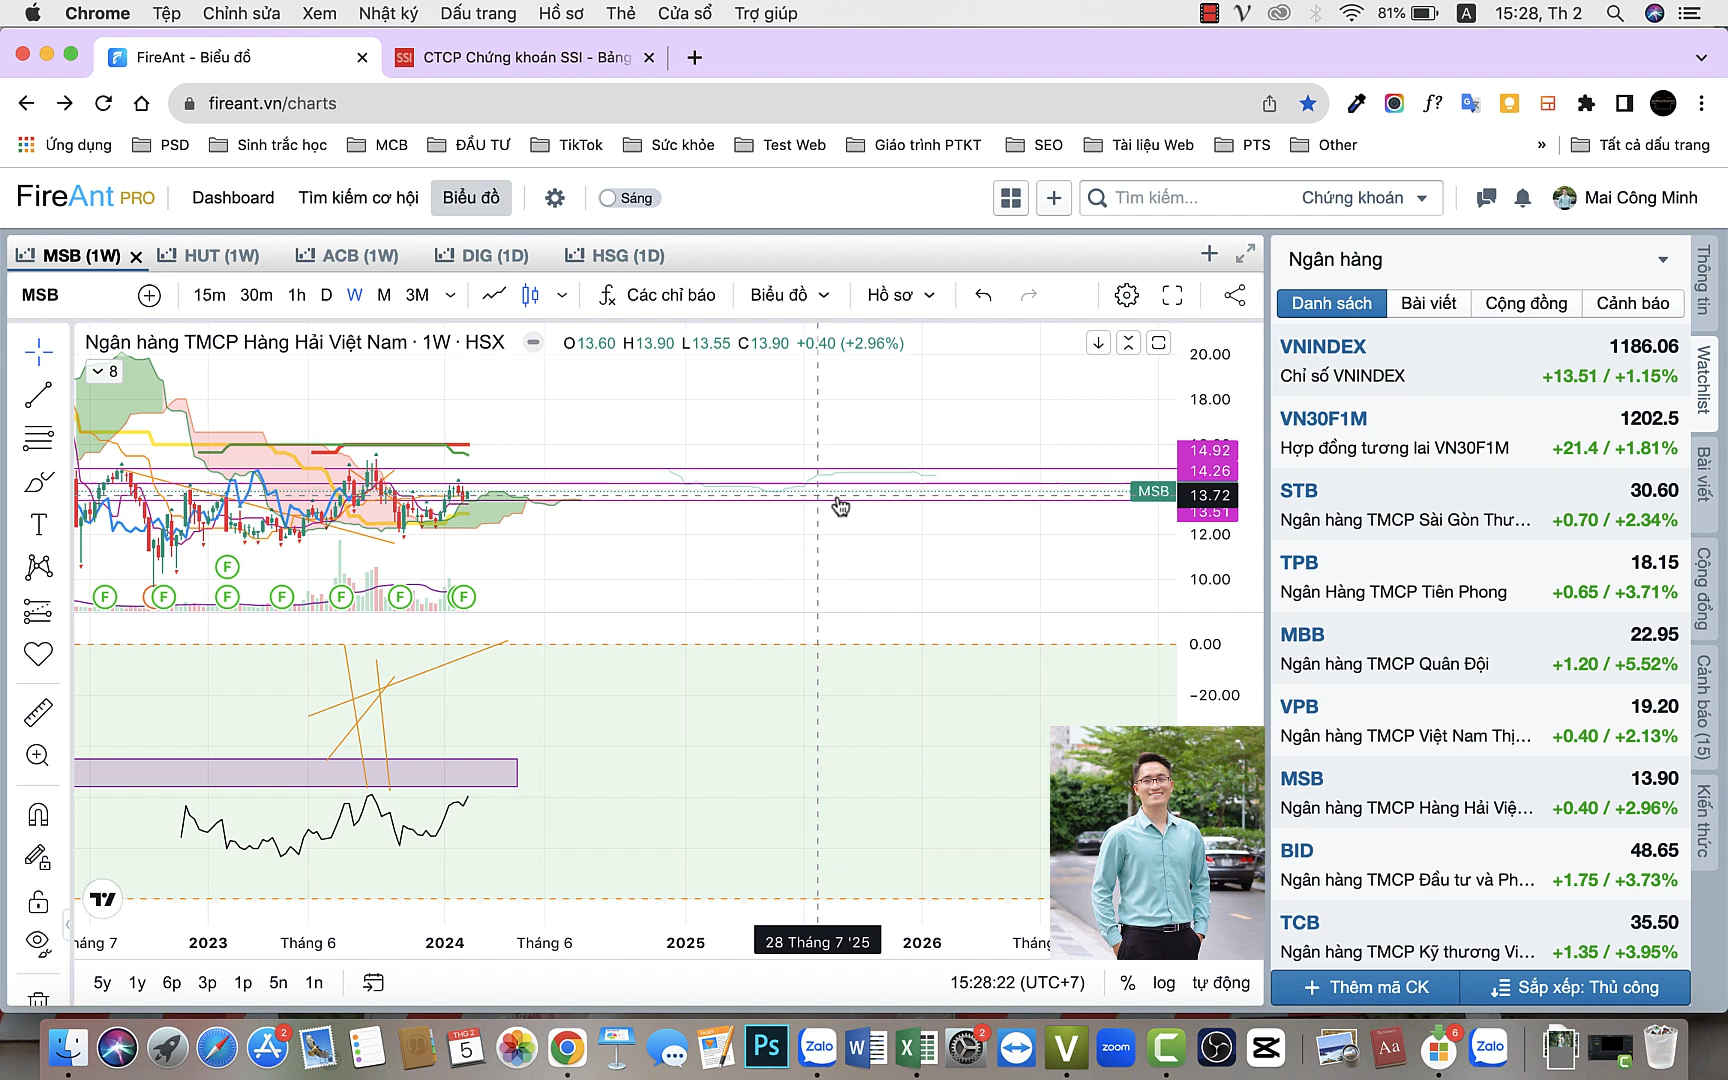 Chrome Tệp Chỉnh sửa Xem Nhật ký Dấu trang Hồ sơ Thẻ Cửa sổ Trợ giúp 81% A 15:28, Th 2
FireAnt - Biểu đồ SSI CTCP Chứng khoán SSI - Bảng
fireant.vn/charts f?
Ứng dụng PSD Sinh trắc học MCB ĐẦU TƯ TikTok Sức khỏe Test Web Giáo trình PTKT SEO Tài liệu Web PTS Other » Tất cả dấu trang
FireAnt PRO Dashboard Tìm kiếm cơ hội Biểu đồ Sáng Tìm kiếm... Chứng khoán Mai Công Minh
MSB (1W) HUT (1W) ACB (1W) DIG (1D) HSG (1D)
MSB 15m 30m 1h D W M 3M Các chỉ báo Biểu đồ Hồ sơ
Ngân hàng TMCP Hàng Hải Việt Nam · 1W · HSX O13.60 H13.90 L13.55 C13.90 +0.40 (+2.96%)
8
20.00
18.00
14.92
14.26
MSB 13.72
13.51
12.00
10.00
F
F F F F F F F
0.00
−20.00
2023 Tháng 6 2024 Tháng 6 2025 28 Tháng 7 '25 2026
5y 1y 6p 3p 1p 5n 1n 15:28:22 (UTC+7) % log tự động
Ngân hàng
Danh sách Bài viết Cộng đồng Cảnh báo
VNINDEX 1186.06
Chỉ số VNINDEX +13.51 / +1.15%
VN30F1M 1202.5
Hợp đồng tương lai VN30F1M +21.4 / +1.81%
STB 30.60
Ngân hàng TMCP Sài Gòn Thư... +0.70 / +2.34%
TPB 18.15
Ngân Hàng TMCP Tiên Phong +0.65 / +3.71%
MBB 22.95
Ngân hàng TMCP Quân Đội +1.20 / +5.52%
VPB 19.20
Ngân hàng TMCP Việt Nam Thị... +0.40 / +2.13%
MSB 13.90
Ngân hàng TMCP Hàng Hải Việ... +0.40 / +2.96%
BID 48.65
Ngân hàng TMCP Đầu tư và Ph... +1.75 / +3.73%
TCB 35.50
Ngân hàng TMCP Kỹ thương Vi... +1.35 / +3.95%
Thêm mã CK Sắp xếp: Thủ công
Thông tin
Watchlist
Bài viết
Cộng đồng
Cảnh báo (15)
Kiến thức
2 THG 2 5 Ps Zalo W X 2 V zoom C Aa 6 Zalo